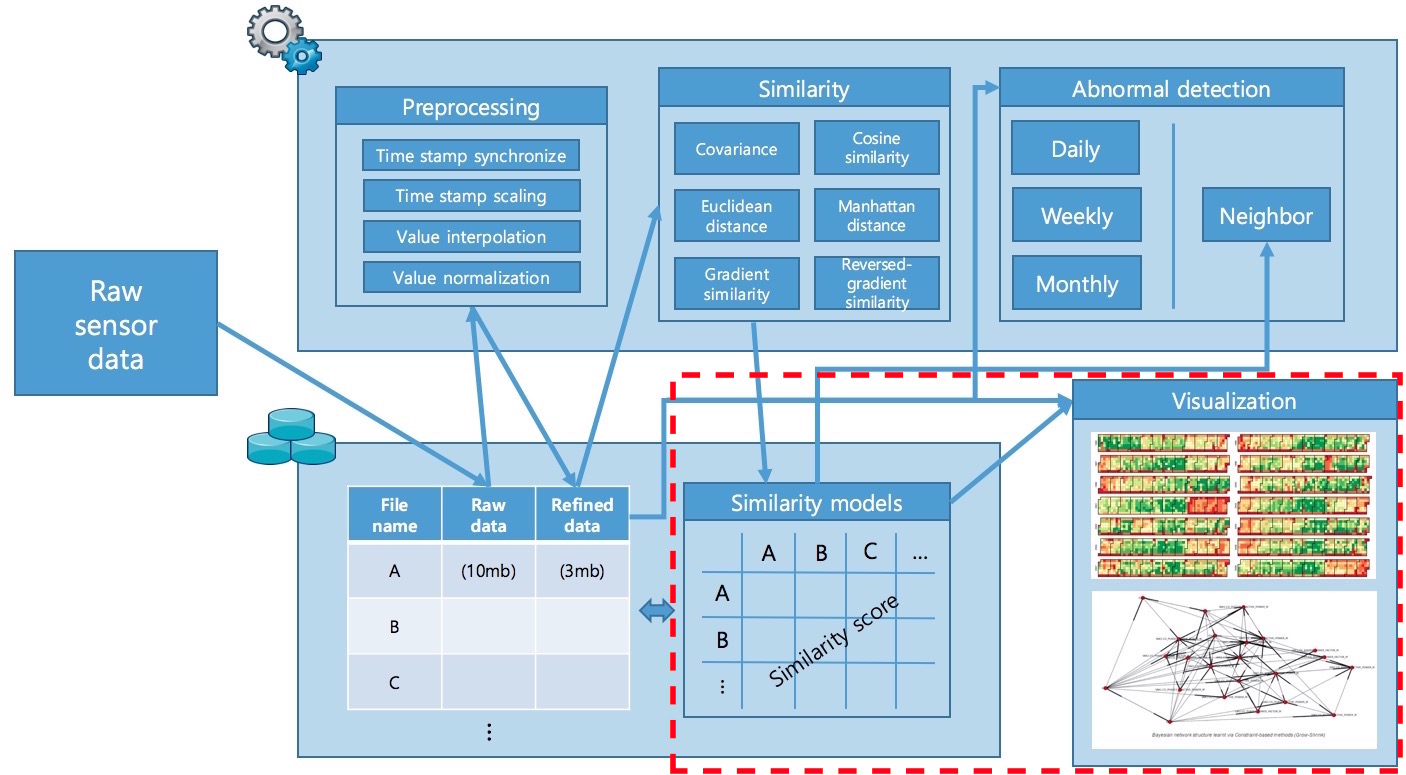 Preprocessing
Time stamp synchronize
Time stamp scaling
Value interpolation
Value normalization
Similarity
Covariance
Cosine
similarity
Euclidean
distance
Manhattan
distance
Gradient
similarity
Reversed-
gradient
similarity
Abnormal detection
Daily
Weekly
Monthly
Neighbor
Raw
sensor
data
File
name
Raw
data
Refined
data
A
(10mb)
(3mb)
B
C
⋮
Similarity models
A B C ...
A
B
⋮
Similarity score
Visualization
Bayesian network structure learnt via Constraint-based methods (Grow-Shrink)